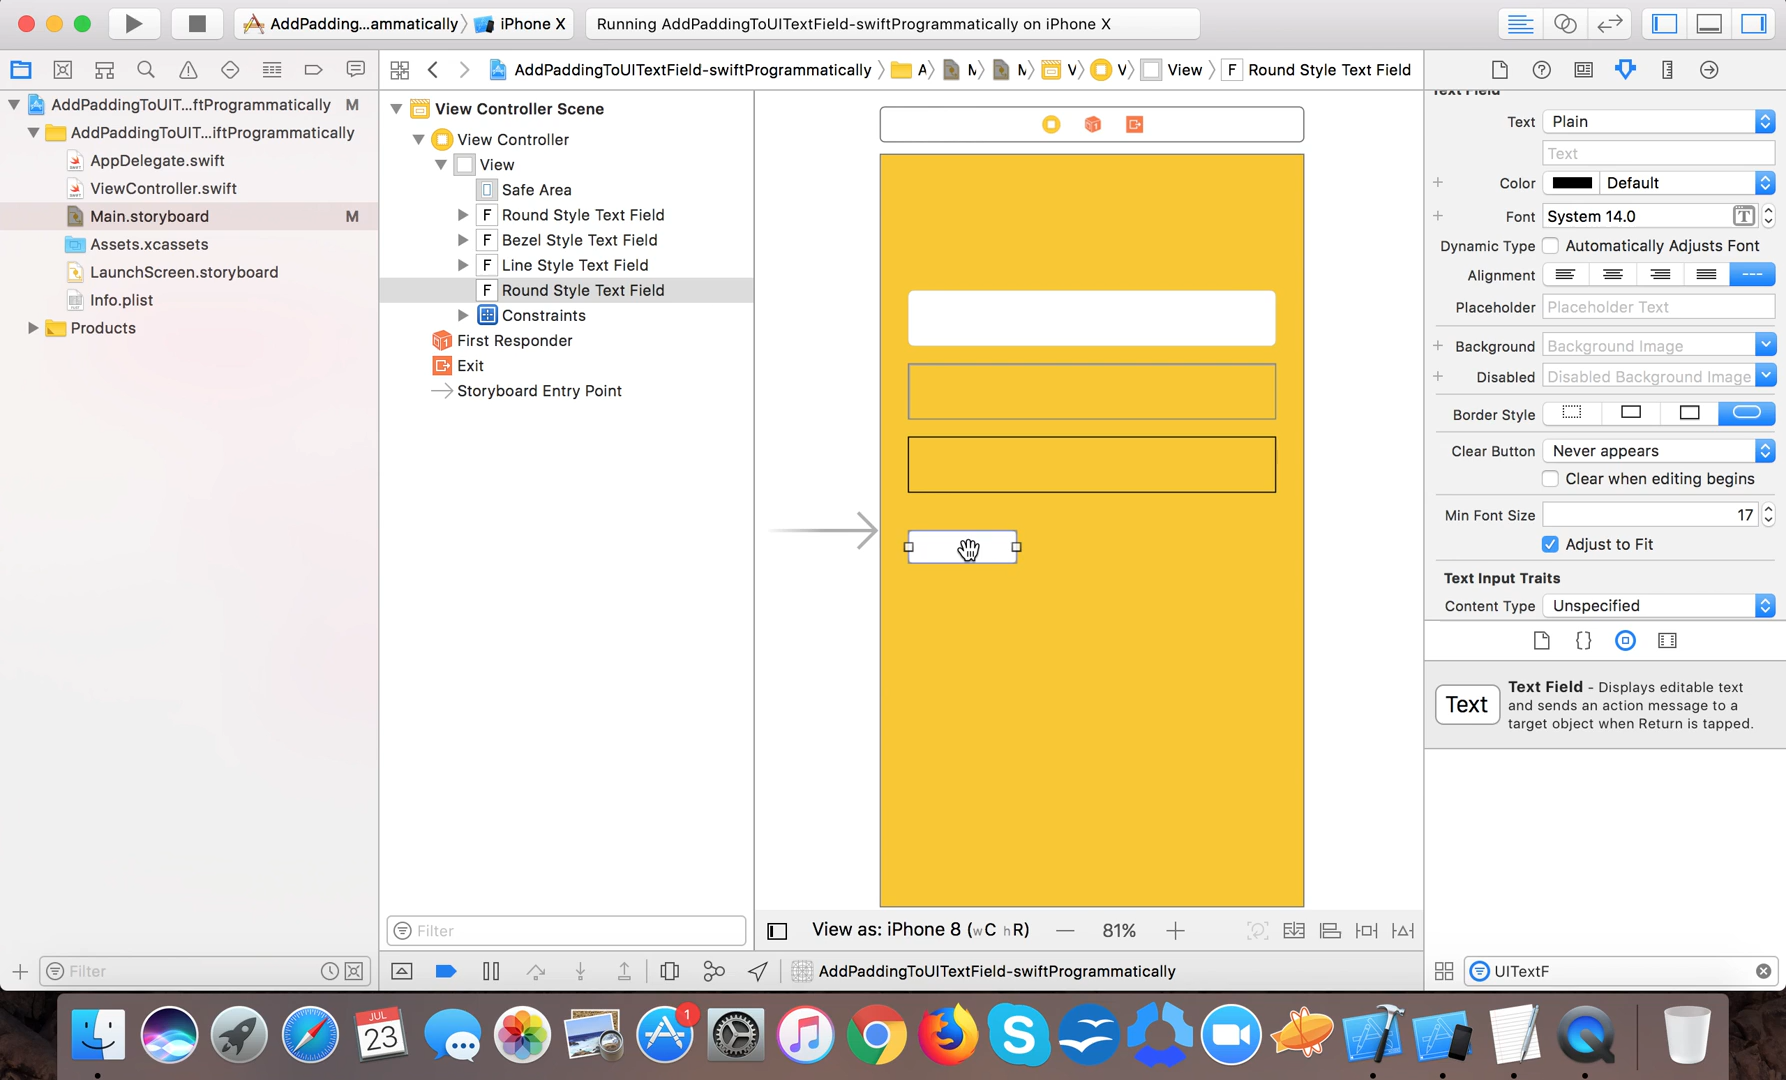 AddPadding...ammatically
iPhone X
Running AddPaddingToUITextField-swiftProgrammatically on iPhone X
AddPaddingToUITextField-swiftProgrammatically
A
M
M
V
V
View
F Round Style Text Field
AddPaddingToUIT...ftProgrammatically M
AddPaddingToUIT...iftProgrammatically
AppDelegate.swift
ViewController.swift
Main.storyboard M
Assets.xcassets
LaunchScreen.storyboard
Info.plist
Products
View Controller Scene
View Controller
View
Safe Area
F Round Style Text Field
F Bezel Style Text Field
F Line Style Text Field
F Round Style Text Field
Constraints
First Responder
Exit
Storyboard Entry Point
Text Field
Text Plain
Text
Color Default
Font System 14.0 T
Dynamic Type Automatically Adjusts Font
Alignment
Placeholder Placeholder Text
Background Background Image
Disabled Disabled Background Image
Border Style
Clear Button Never appears
Clear when editing begins
Min Font Size 17
Adjust to Fit
Text Input Traits
Content Type Unspecified
Text
Text Field - Displays editable text
and sends an action message to a
target object when Return is tapped.
Filter
View as: iPhone 8 (wC hR)
81%
Filter
AddPaddingToUITextField-swiftProgrammatically
UITextF
JUL
23
1